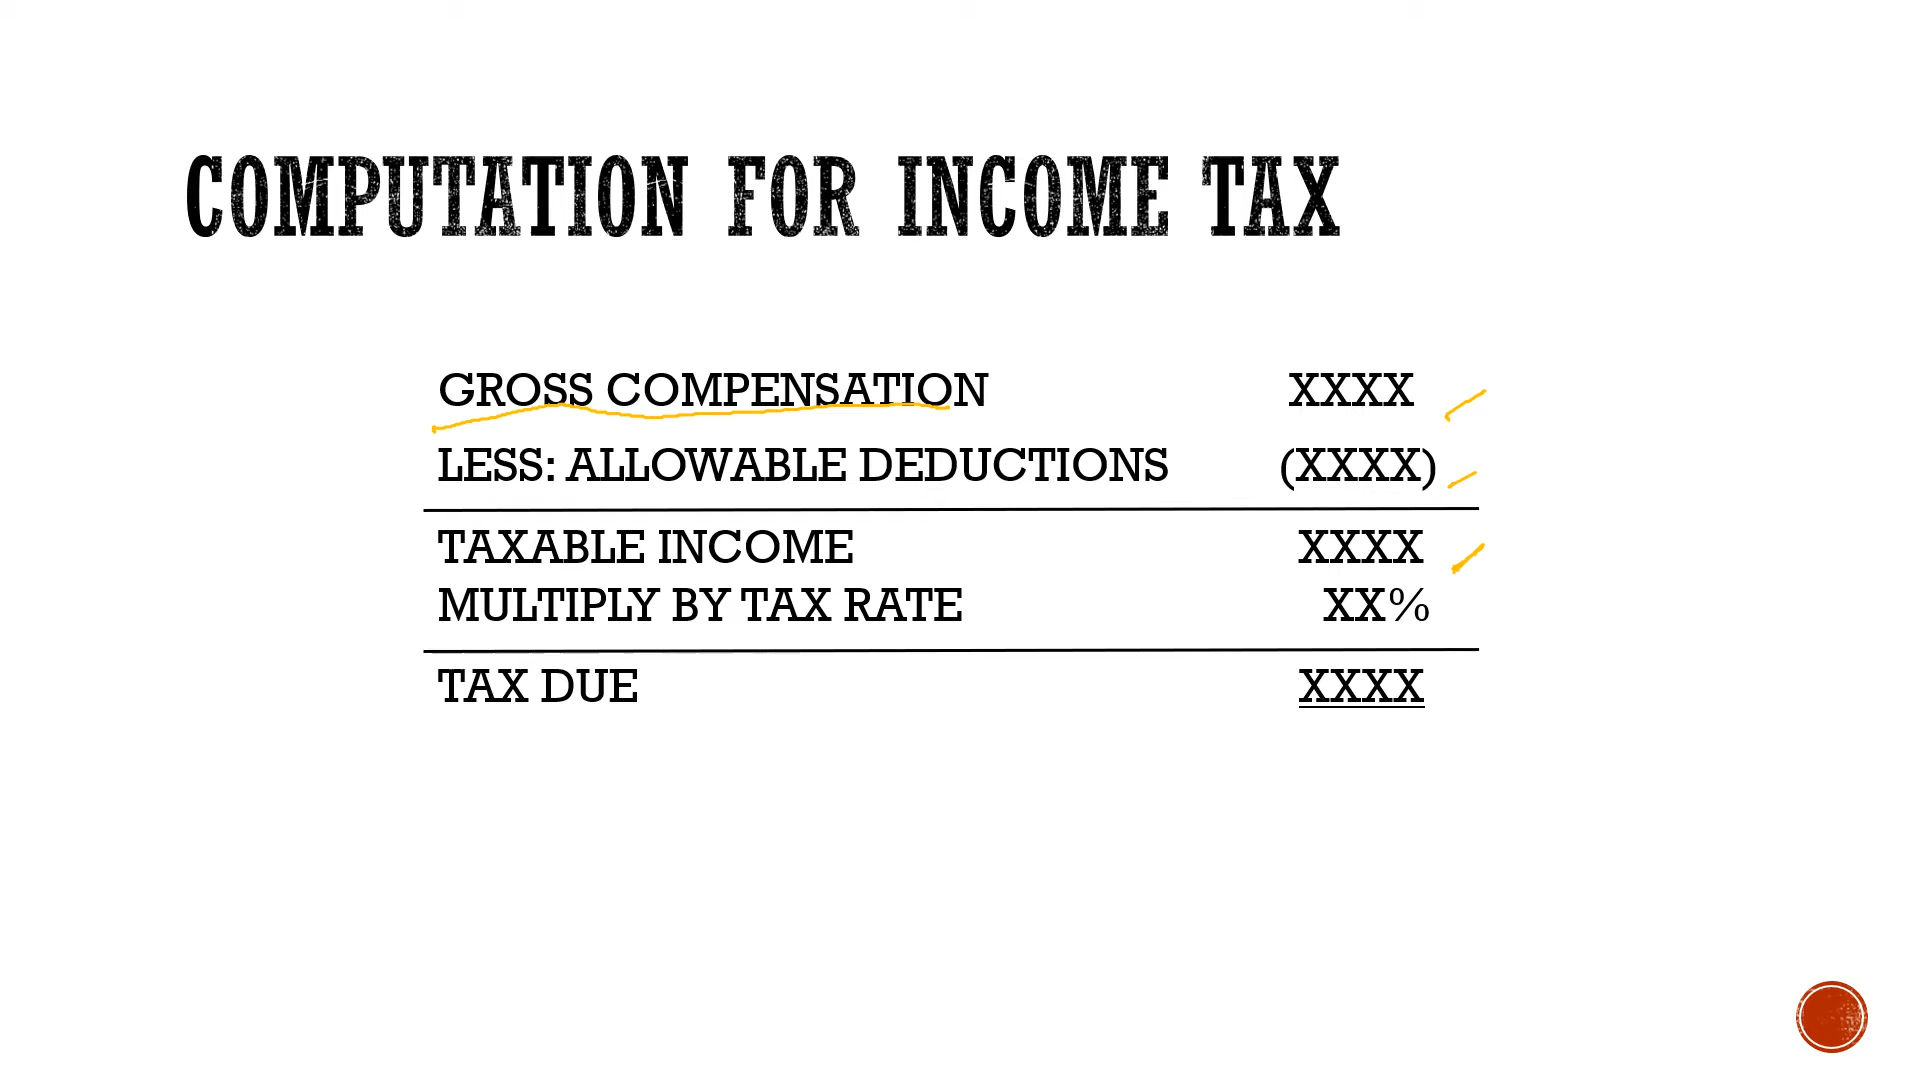 COMPUTATION FOR INCOME TAX
GROSS COMPENSATION XXXX
LESS: ALLOWABLE DEDUCTIONS (XXXX)
TAXABLE INCOME XXXX
MULTIPLY BY TAX RATE XX%
TAX DUE XXXX